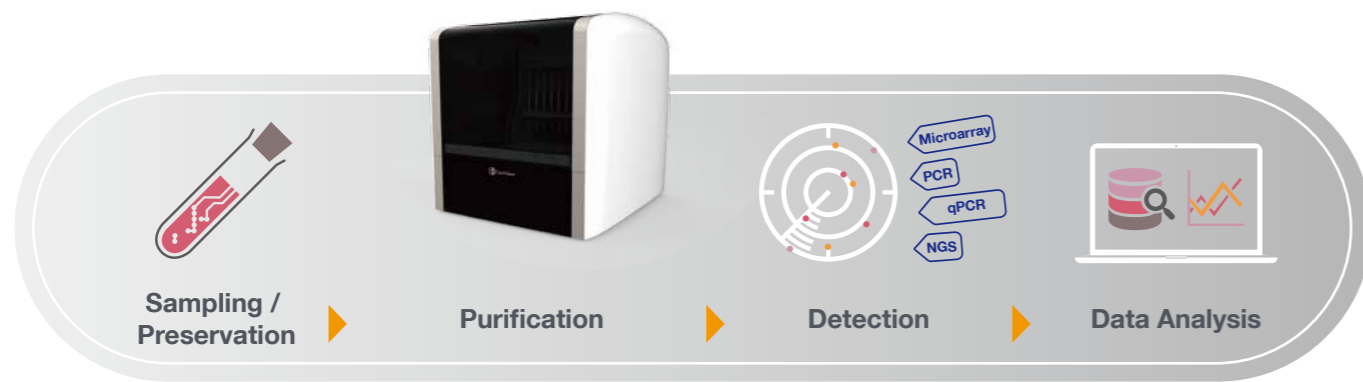 Microarray
PCR
qPCR
NGS
Sampling /
Preservation
Purification
Detection
Data Analysis